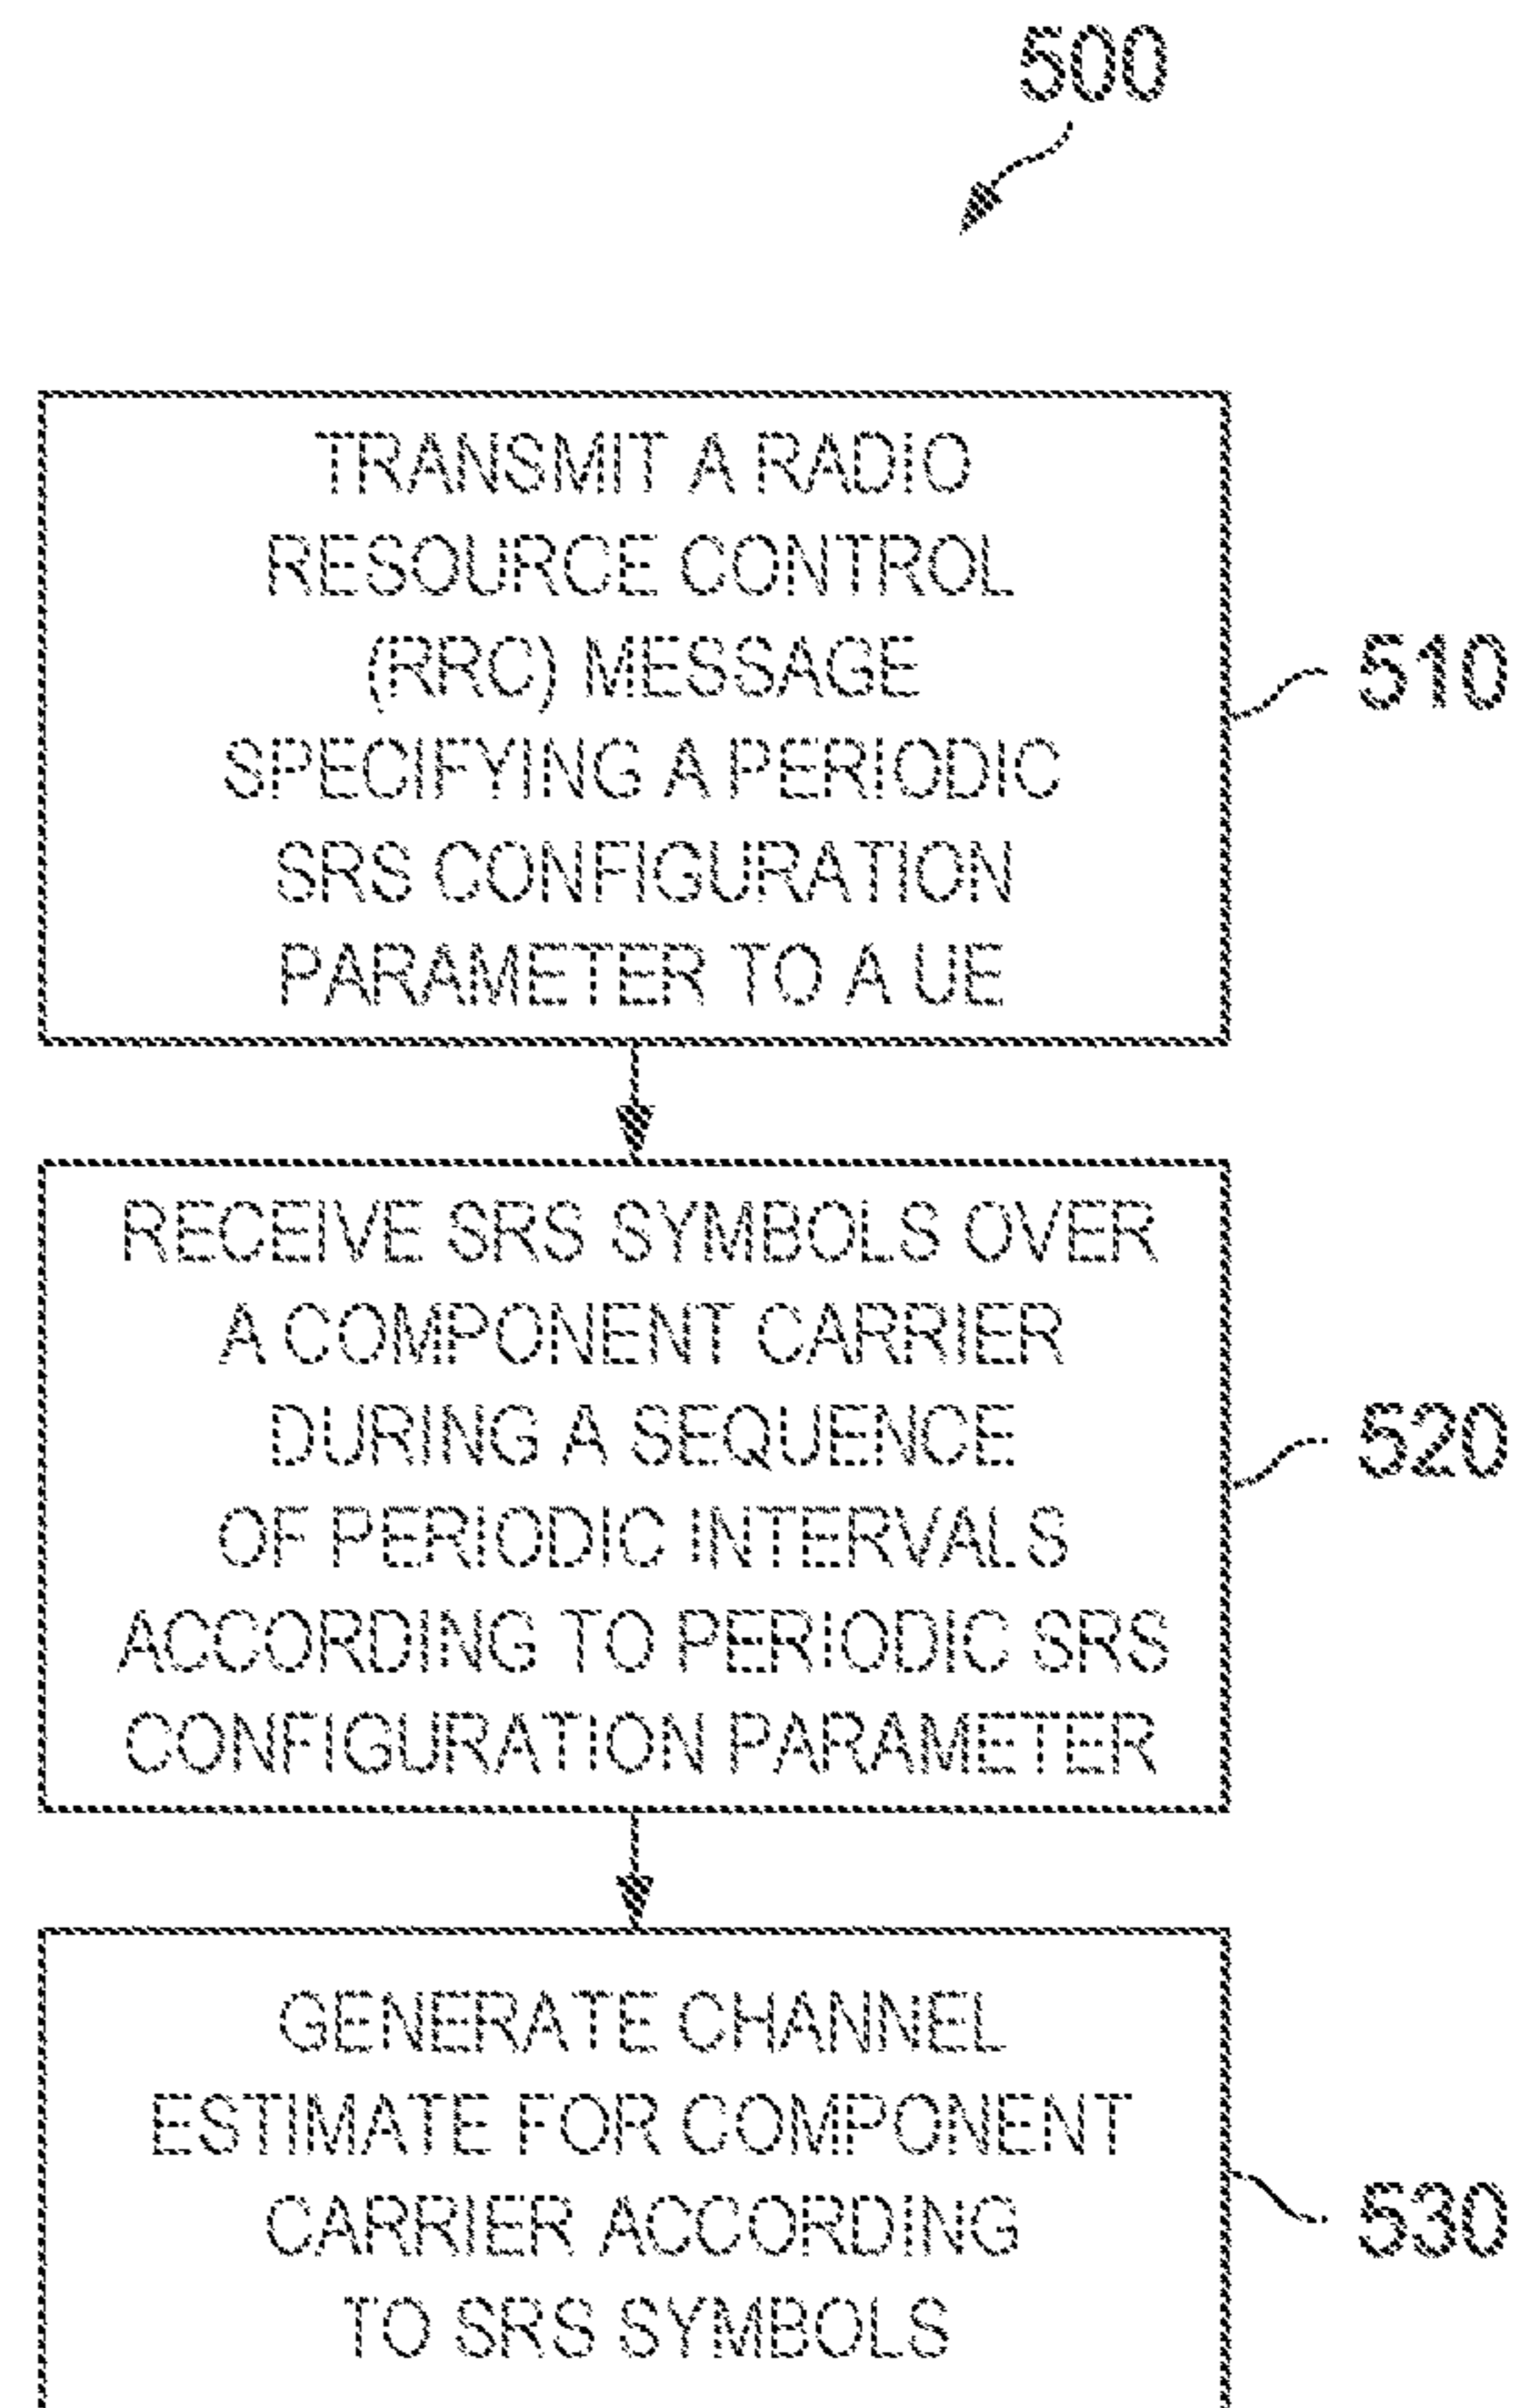 500
TRANSMIT A RADIO
RESOURCE CONTROL
(RRC) MESSAGE
SPECIFYING A PERIODIC
SRS CONFIGURATION
PARAMETER TO A UE
510
RECEIVE SRS SYMBOLS OVER
A COMPONENT CARRIER
DURING A SEQUENCE
OF PERIODIC INTERVALS
ACCORDING TO PERIODIC SRS
CONFIGURATION PARAMETER
520
GENERATE CHANNEL
ESTIMATE FOR COMPONENT
CARRIER ACCORDING
TO SRS SYMBOLS
530